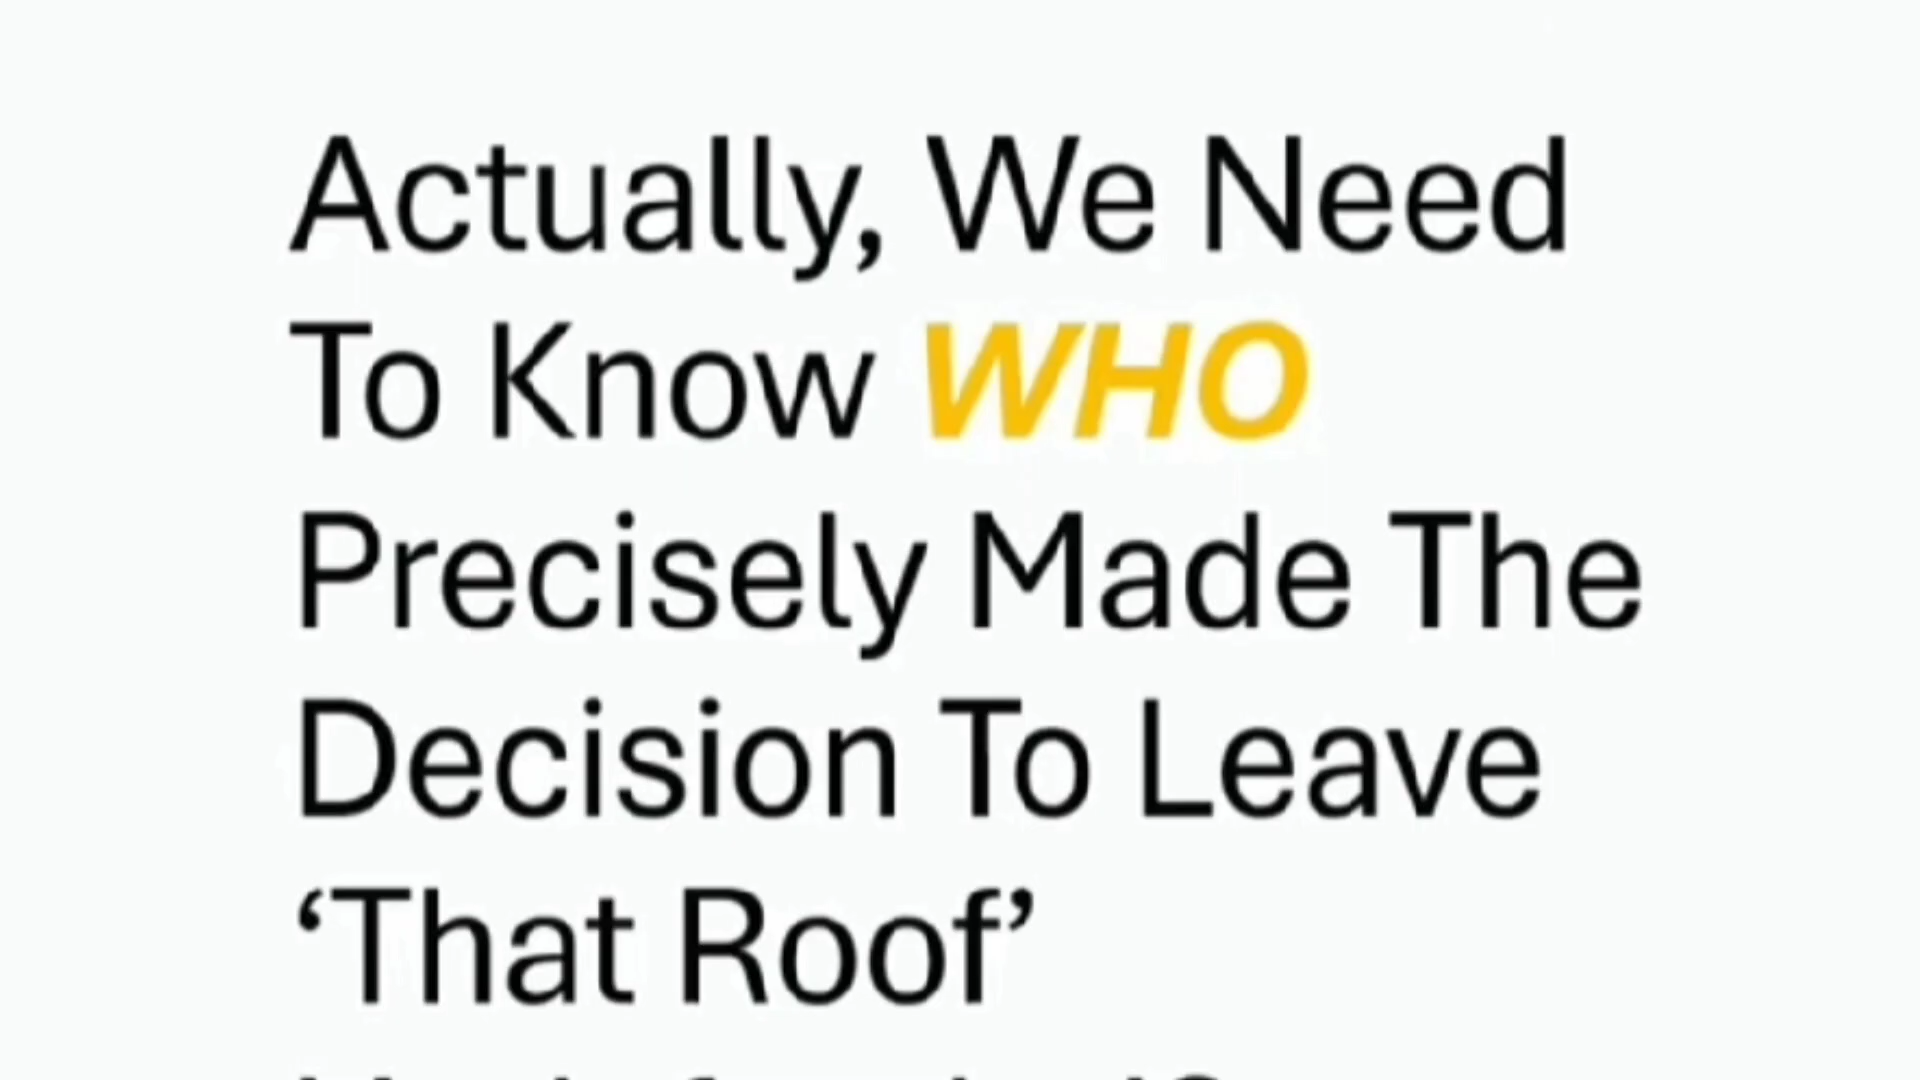 Actually, We Need
To Know WHO
Precisely Made The
Decision To Leave
‘That Roof’